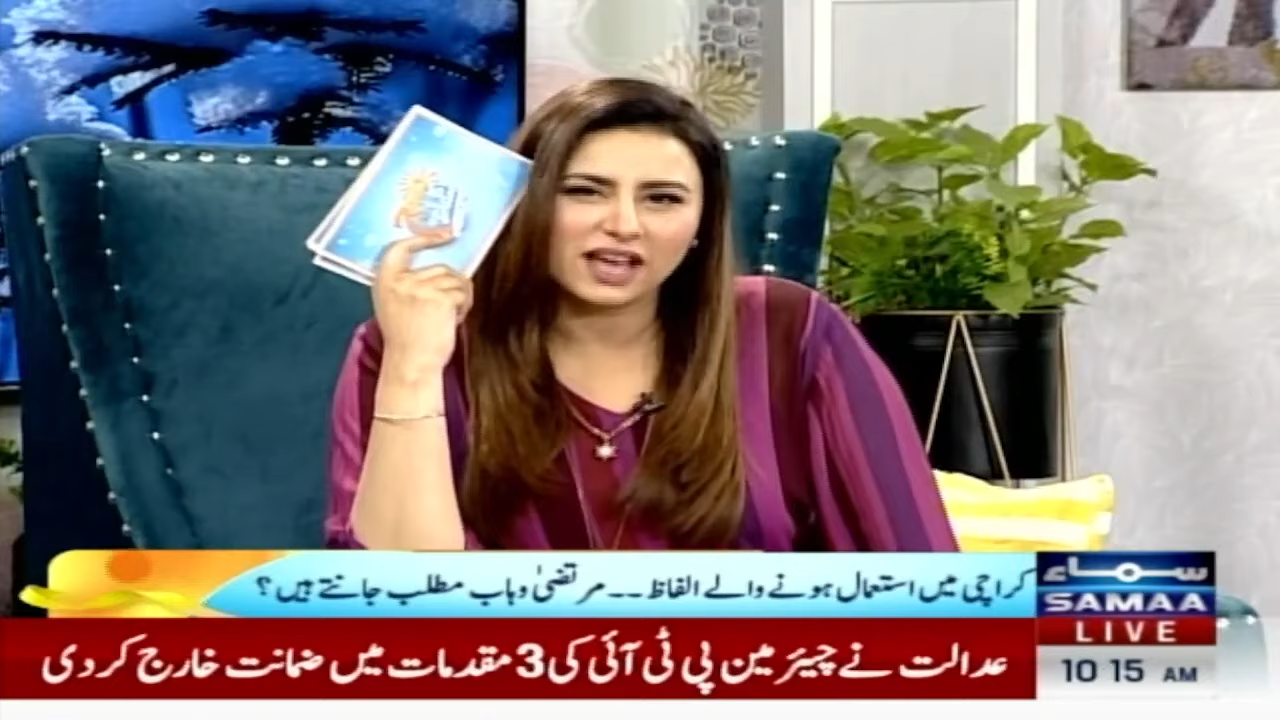 کراچی میں استعمال ہونے والے الفاظ ۔۔ مرتضیٰ وہاب مطلب جانتے ہیں؟
سماء
SAMAA
LIVE
عدالت نے چیئرمین پی ٹی آئی کی 3 مقدمات میں ضمانت خارج کردی
10 15 AM